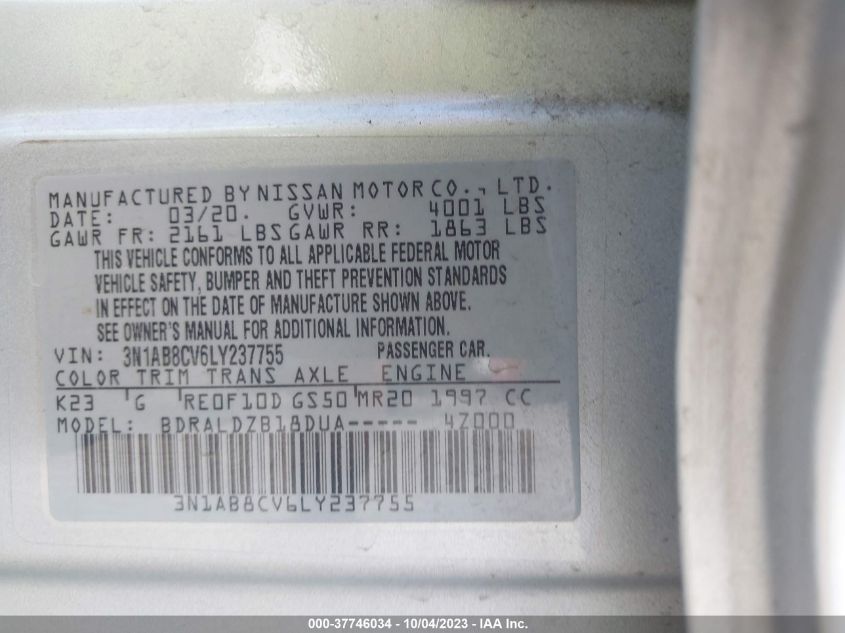 MANUFACTURED BY NISSAN MOTOR CO., LTD.
DATE: 03/20. GVWR: 4001 LBS
GAWR FR: 2161 LBS GAWR RR: 1863 LBS
THIS VEHICLE CONFORMS TO ALL APPLICABLE FEDERAL MOTOR
VEHICLE SAFETY, BUMPER AND THEFT PREVENTION STANDARDS
IN EFFECT ON THE DATE OF MANUFACTURE SHOWN ABOVE.
SEE OWNER'S MANUAL FOR ADDITIONAL INFORMATION.
VIN: 3N1AB8CV6LY237755 PASSENGER CAR.
COLOR TRIM TRANS AXLE ENGINE
K23 G RE0F10D GS50 MR20 1997 CC
MODEL: BDRALDZB18DUA----- 4Z000
3N1AB8CV6LY237755
000-37746034 - 10/04/2023 - IAA Inc.